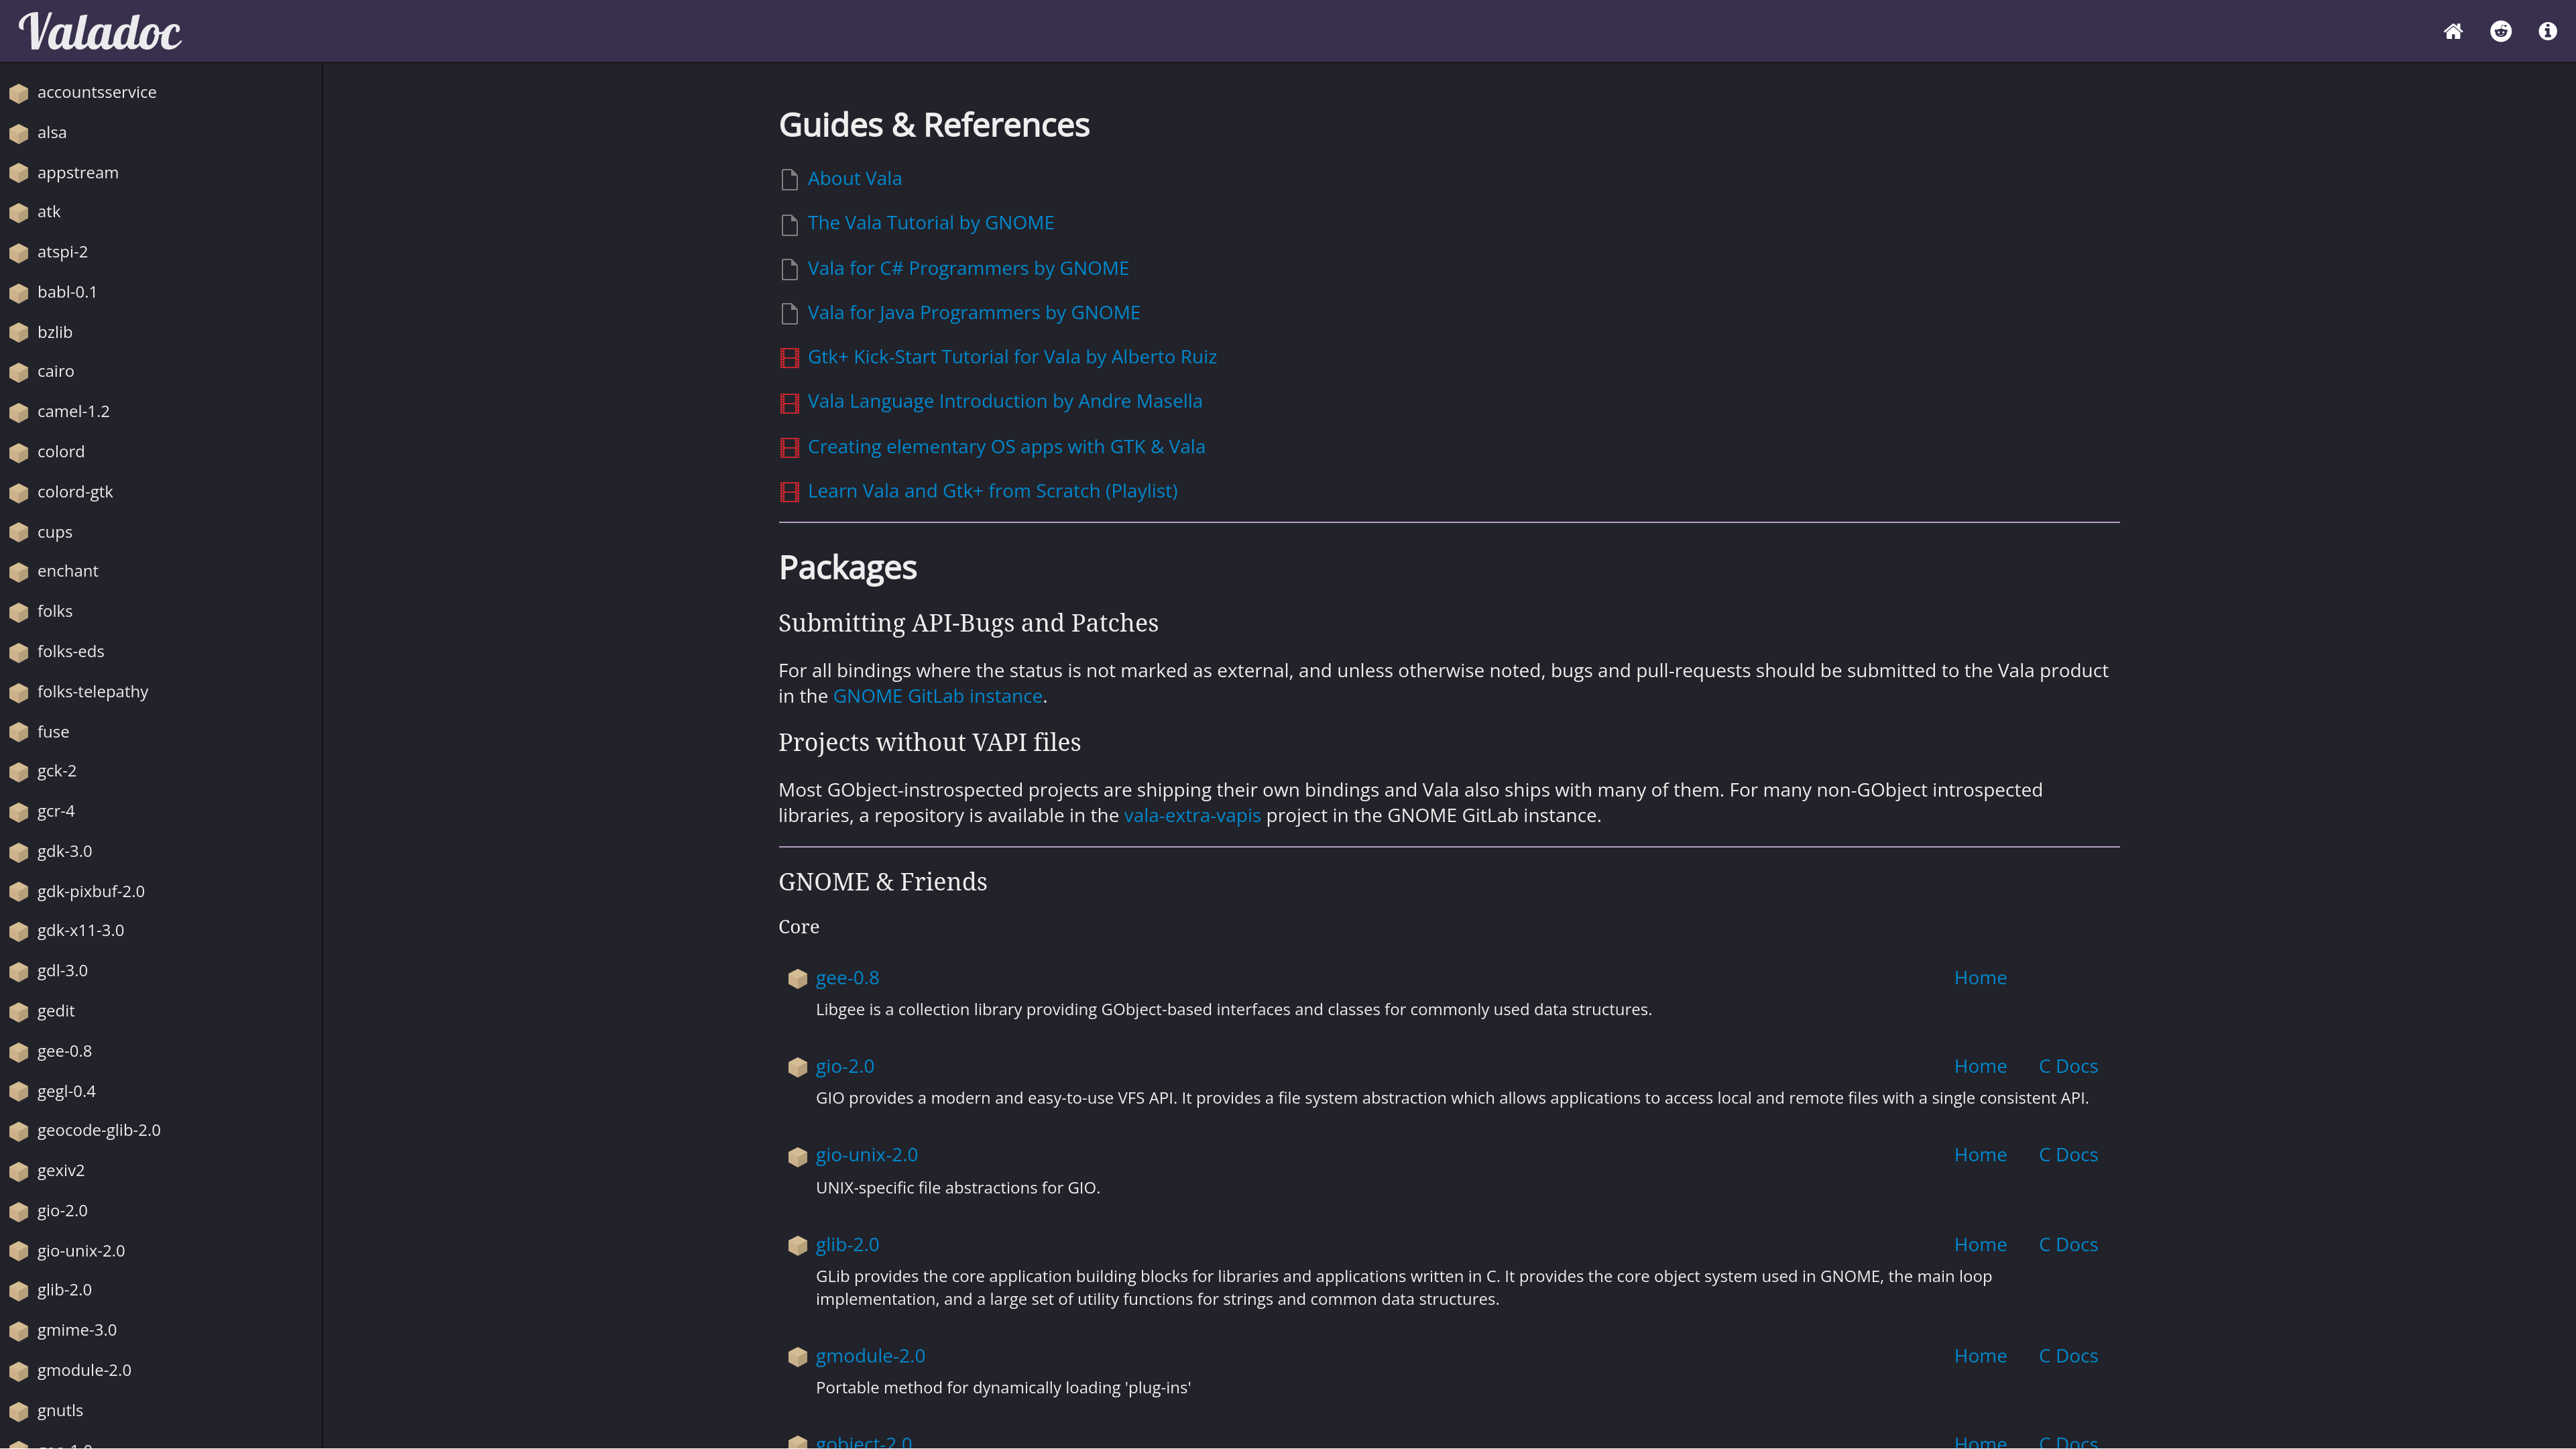 Valadoc
accountsservice
alsa
appstream
atk
atspi-2
babl-0.1
bzlib
cairo
camel-1.2
colord
colord-gtk
cups
enchant
folks
folks-eds
folks-telepathy
fuse
gck-2
gcr-4
gdk-3.0
gdk-pixbuf-2.0
gdk-x11-3.0
gdl-3.0
gedit
gee-0.8
gegl-0.4
geocode-glib-2.0
gexiv2
gio-2.0
gio-unix-2.0
glib-2.0
gmime-3.0
gmodule-2.0
gnutls
Guides & References
About Vala
The Vala Tutorial by GNOME
Vala for C# Programmers by GNOME
Vala for Java Programmers by GNOME
Gtk+ Kick-Start Tutorial for Vala by Alberto Ruiz
Vala Language Introduction by Andre Masella
Creating elementary OS apps with GTK & Vala
Learn Vala and Gtk+ from Scratch (Playlist)
Packages
Submitting API-Bugs and Patches
For all bindings where the status is not marked as external, and unless otherwise noted, bugs and pull-requests should be submitted to the Vala product
in the GNOME GitLab instance.
Projects without VAPI files
Most GObject-instrospected projects are shipping their own bindings and Vala also ships with many of them. For many non-GObject introspected
libraries, a repository is available in the vala-extra-vapis project in the GNOME GitLab instance.
GNOME & Friends
Core
gee-0.8 Home
Libgee is a collection library providing GObject-based interfaces and classes for commonly used data structures.
gio-2.0 Home C Docs
GIO provides a modern and easy-to-use VFS API. It provides a file system abstraction which allows applications to access local and remote files with a single consistent API.
gio-unix-2.0 Home C Docs
UNIX-specific file abstractions for GIO.
glib-2.0 Home C Docs
GLib provides the core application building blocks for libraries and applications written in C. It provides the core object system used in GNOME, the main loop
implementation, and a large set of utility functions for strings and common data structures.
gmodule-2.0 Home C Docs
Portable method for dynamically loading 'plug-ins'
gobject-2.0 Home C Docs